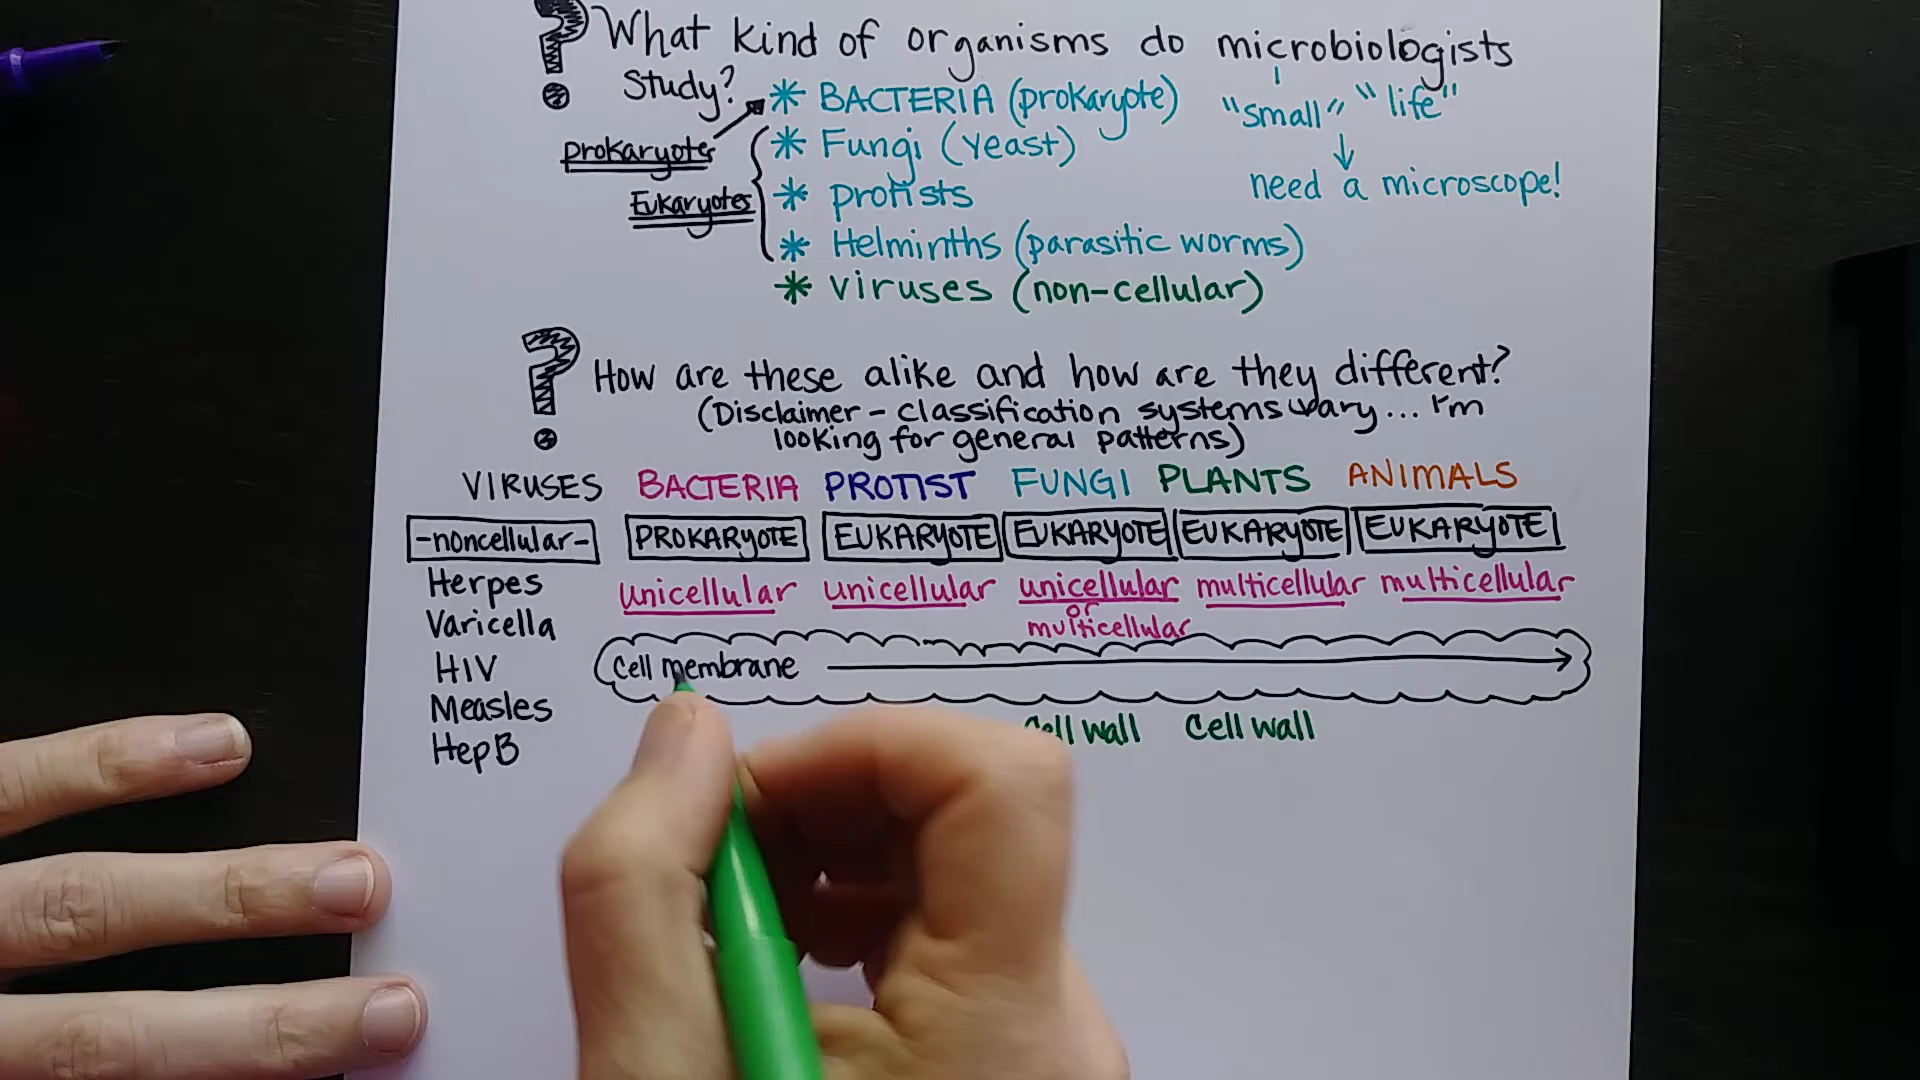 What kind of organisms do microbiologists
Study?
* BACTERIA (prokaryote)
"small" "life"
prokaryotes
* Fungi (yeast)
need a microscope!
Eukaryotes
* protists
* Helminths (parasitic worms)
* Viruses (non-cellular)
? How are these alike and how are they different?
(Disclaimer - classification systems vary... I'm
looking for general patterns)
VIRUSES BACTERIA PROTIST FUNGI PLANTS ANIMALS
-noncellular- PROKARYOTE EUKARYOTE EUKARYOTE EUKARYOTE EUKARYOTE
Herpes unicellular unicellular unicellular multicellular multicellular
or
Varicella multicellular
HIV Cell membrane
Measles Cell wall Cell wall
Hep B